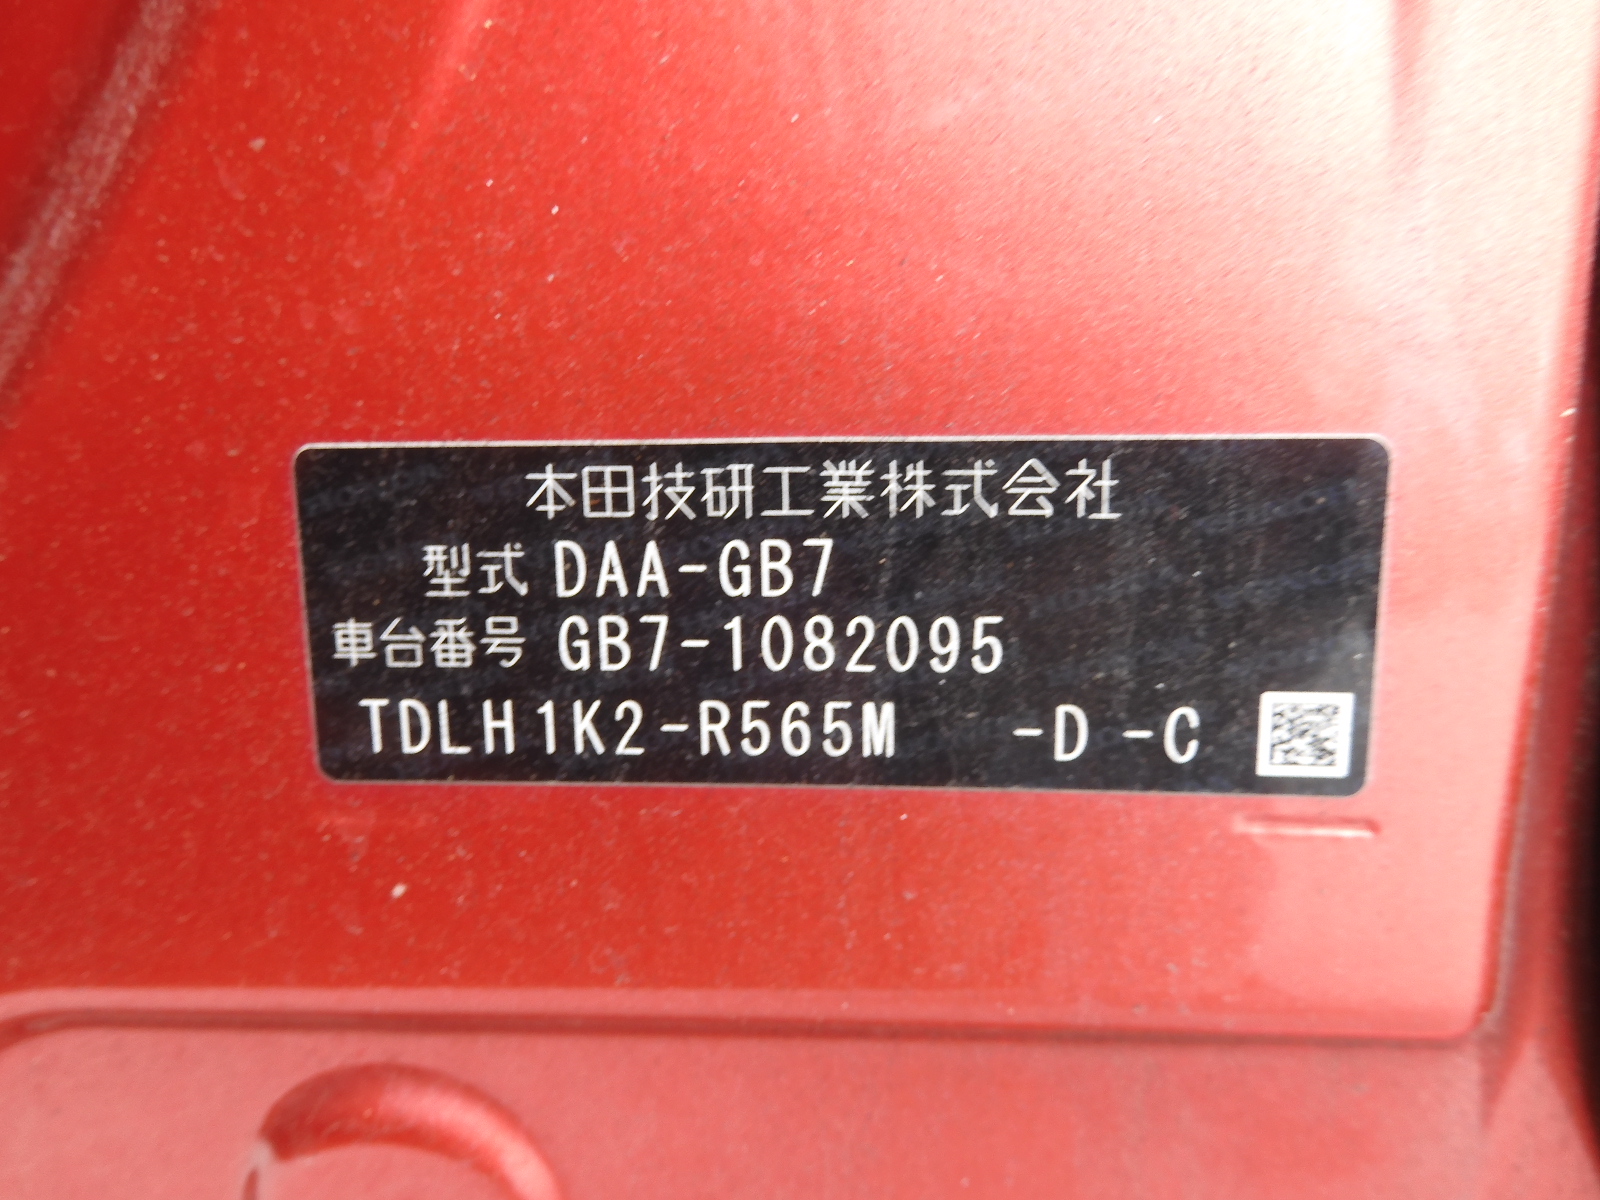 本田技研工業株式会社
型式 DAA-GB7
車台番号 GB7-1082095
TDLH1K2-R565M -D -C